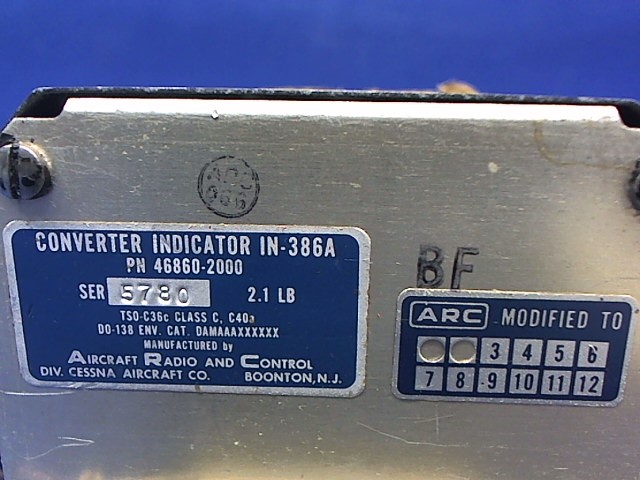 CONVERTER INDICATOR IN-386A
PN 46860-2000
SER 5780 2.1 LB
TSO-C36c CLASS C, C40a
DO-138 ENV. CAT. DAMAAAXXXXXX
MANUFACTURED by
AIRCRAFT RADIO AND CONTROL
DIV. CESSNA AIRCRAFT CO. BOONTON, N.J.
BF
ARC MODIFIED TO
3 4 5 6
7 8 9 10 11 12